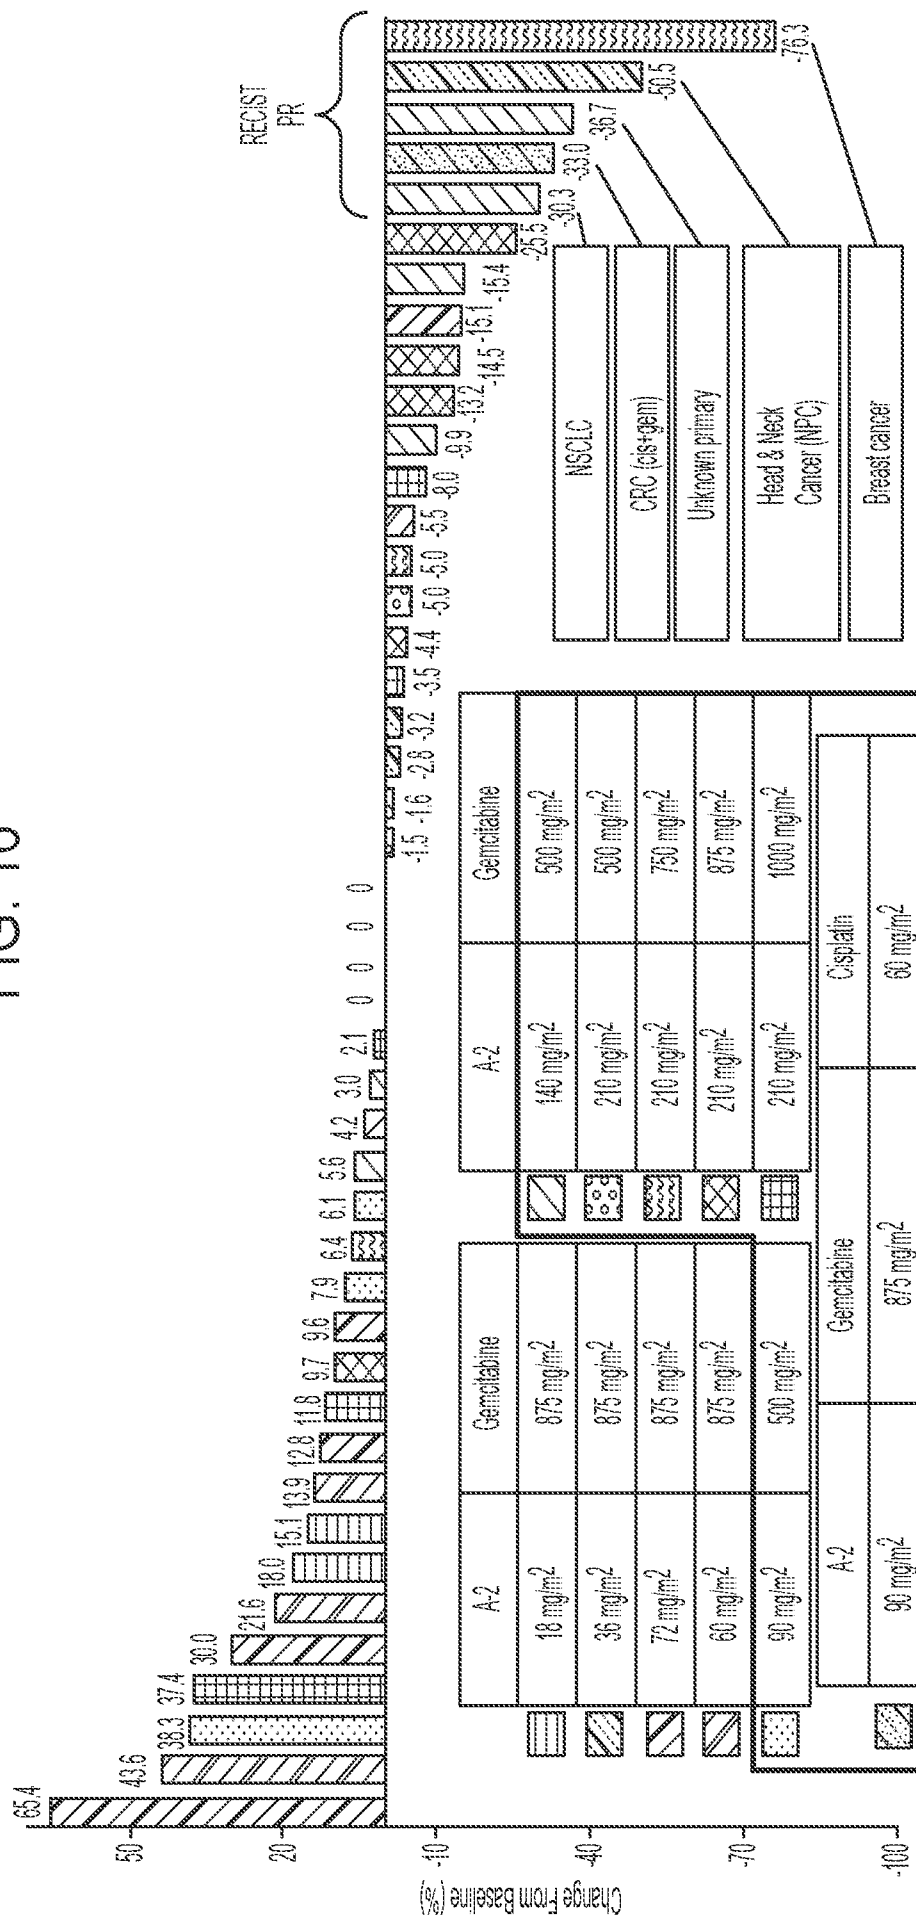 FIG.
Change From Baseline (%)
50
20
-10
-40
-70
-100
65.4
43.6
38.3
37.4
30.0
21.6
18.0
15.1
13.9
12.8
11.8
9.7
9.6
7.9
6.4
6.1
5.6
4.2
3.0
2.1
0
0
0
0
-1.5
-1.6
-2.8
-3.2
-3.5
-4.4
-5.0
-5.0
-5.5
-8.0
-9.9
-13.2
-14.5
-15.1
-15.4
-25.5
-30.3
-33.0
-36.7
-50.5
-76.3
RECIST
PR
A-2 Gemcitabine
18 mg/m² 875 mg/m²
36 mg/m² 875 mg/m²
72 mg/m² 875 mg/m²
60 mg/m² 875 mg/m²
90 mg/m² 500 mg/m²
A-2 Gemcitabine
140 mg/m² 500 mg/m²
210 mg/m² 500 mg/m²
210 mg/m² 750 mg/m²
210 mg/m² 875 mg/m²
210 mg/m² 1000 mg/m²
A-2 Gemcitabine Cisplatin
90 mg/m² 875 mg/m² 60 mg/m²
NSCLC
CRC (cis+gem)
Unknown primary
Head & Neck
Cancer (NPC)
Breast cancer